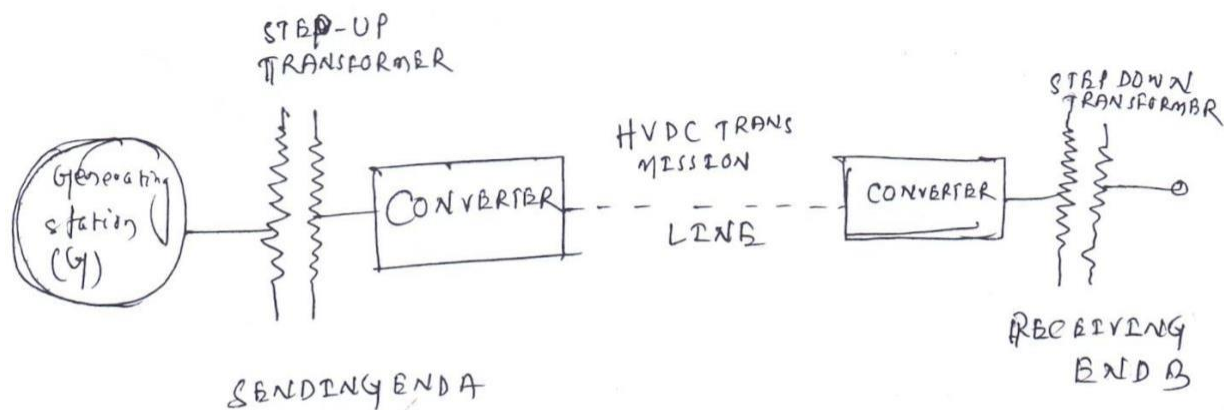 STEP-UP
TRANSFORMER
Generating
station
(G)
CONVERTER
HVDC TRANS
MISSION
LINE
CONVERTER
STEP DOWN
TRANSFORMER
SENDING END A
RECEIVING
END B